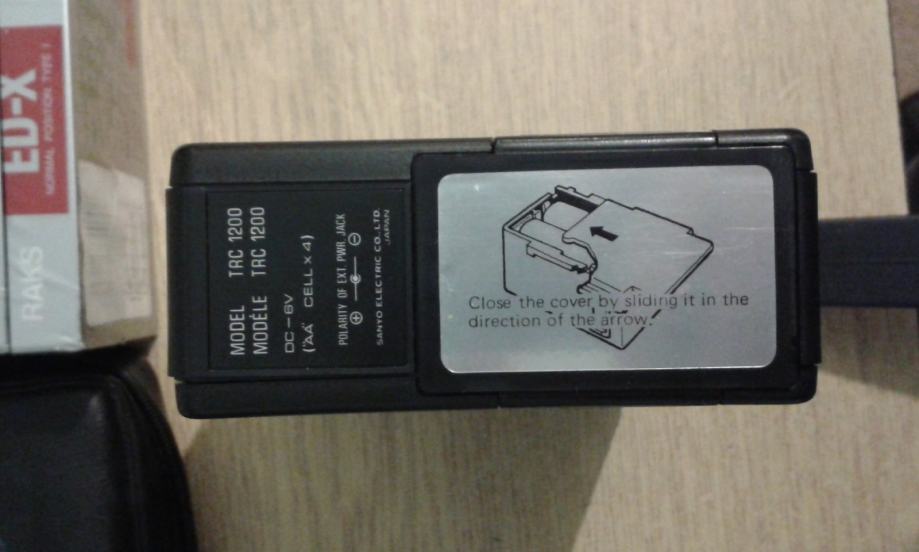 MODEL TRC 1200
MODÈLE TRC 1200
DC⎓6V
("AA" CELL × 4)
POLARITY OF EXT. PWR. JACK
⊕ ⊖
SANYO ELECTRIC CO., LTD.
JAPAN
Close the cover by sliding it in the
direction of the arrow.
ED-X
NORMAL POSITION TYPE I
RAKS